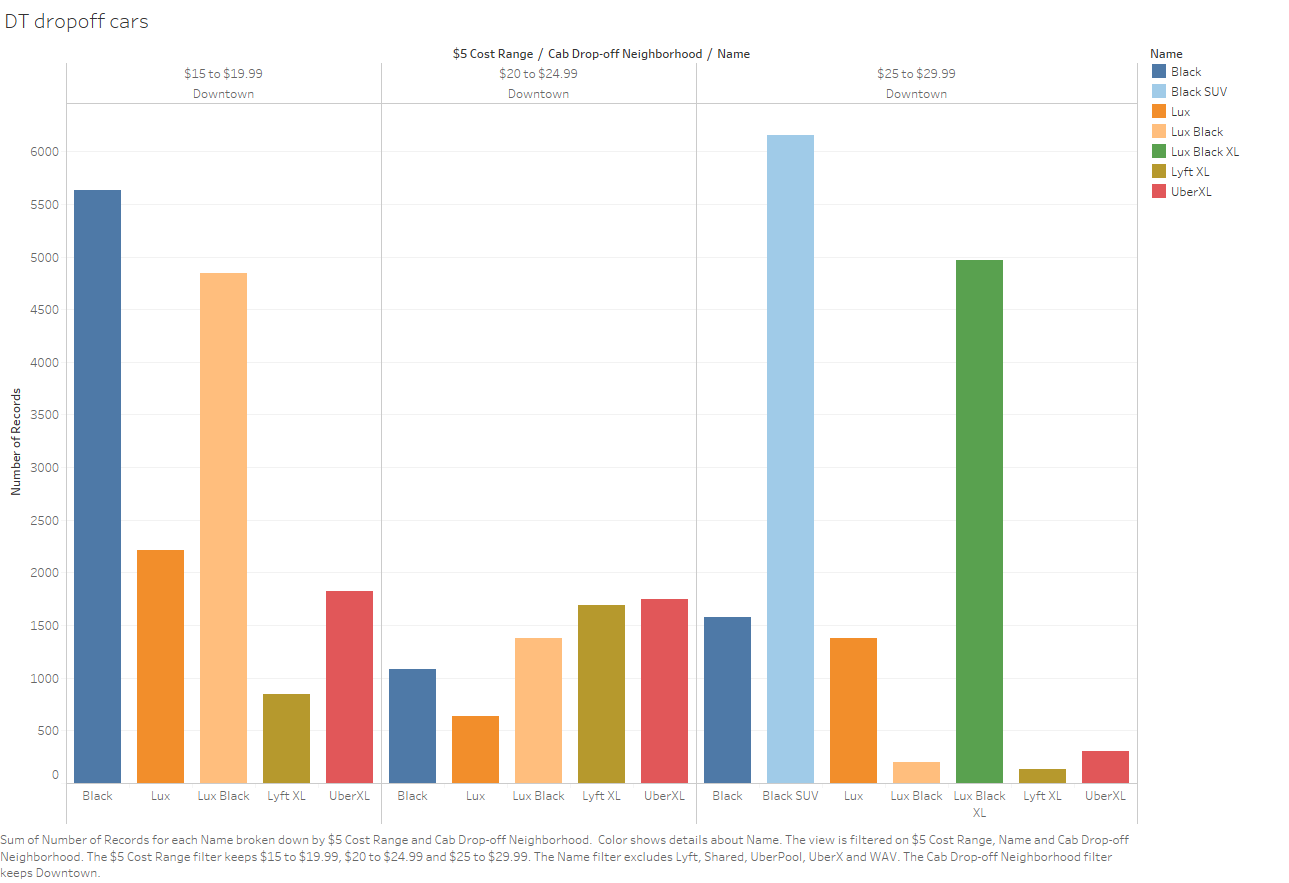 DT dropoff cars
$5 Cost Range / Cab Drop-off Neighborhood / Name
$15 to $19.99
$20 to $24.99
$25 to $29.99
Downtown
Downtown
Downtown
Name
Black
Black SUV
Lux
Lux Black
Lux Black XL
Lyft XL
UberXL
Number of Records
6000
5500
5000
4500
4000
3500
3000
2500
2000
1500
1000
500
0
Black
Lux
Lux Black
Lyft XL
UberXL
Black
Lux
Lux Black
Lyft XL
UberXL
Black
Black SUV
Lux
Lux Black
Lux Black
XL
Lyft XL
UberXL
Sum of Number of Records for each Name broken down by $5 Cost Range and Cab Drop-off Neighborhood.  Color shows details about Name. The view is filtered on $5 Cost Range, Name and Cab Drop-off
Neighborhood. The $5 Cost Range filter keeps $15 to $19.99, $20 to $24.99 and $25 to $29.99. The Name filter excludes Lyft, Shared, UberPool, UberX and WAV. The Cab Drop-off Neighborhood filter
keeps Downtown.